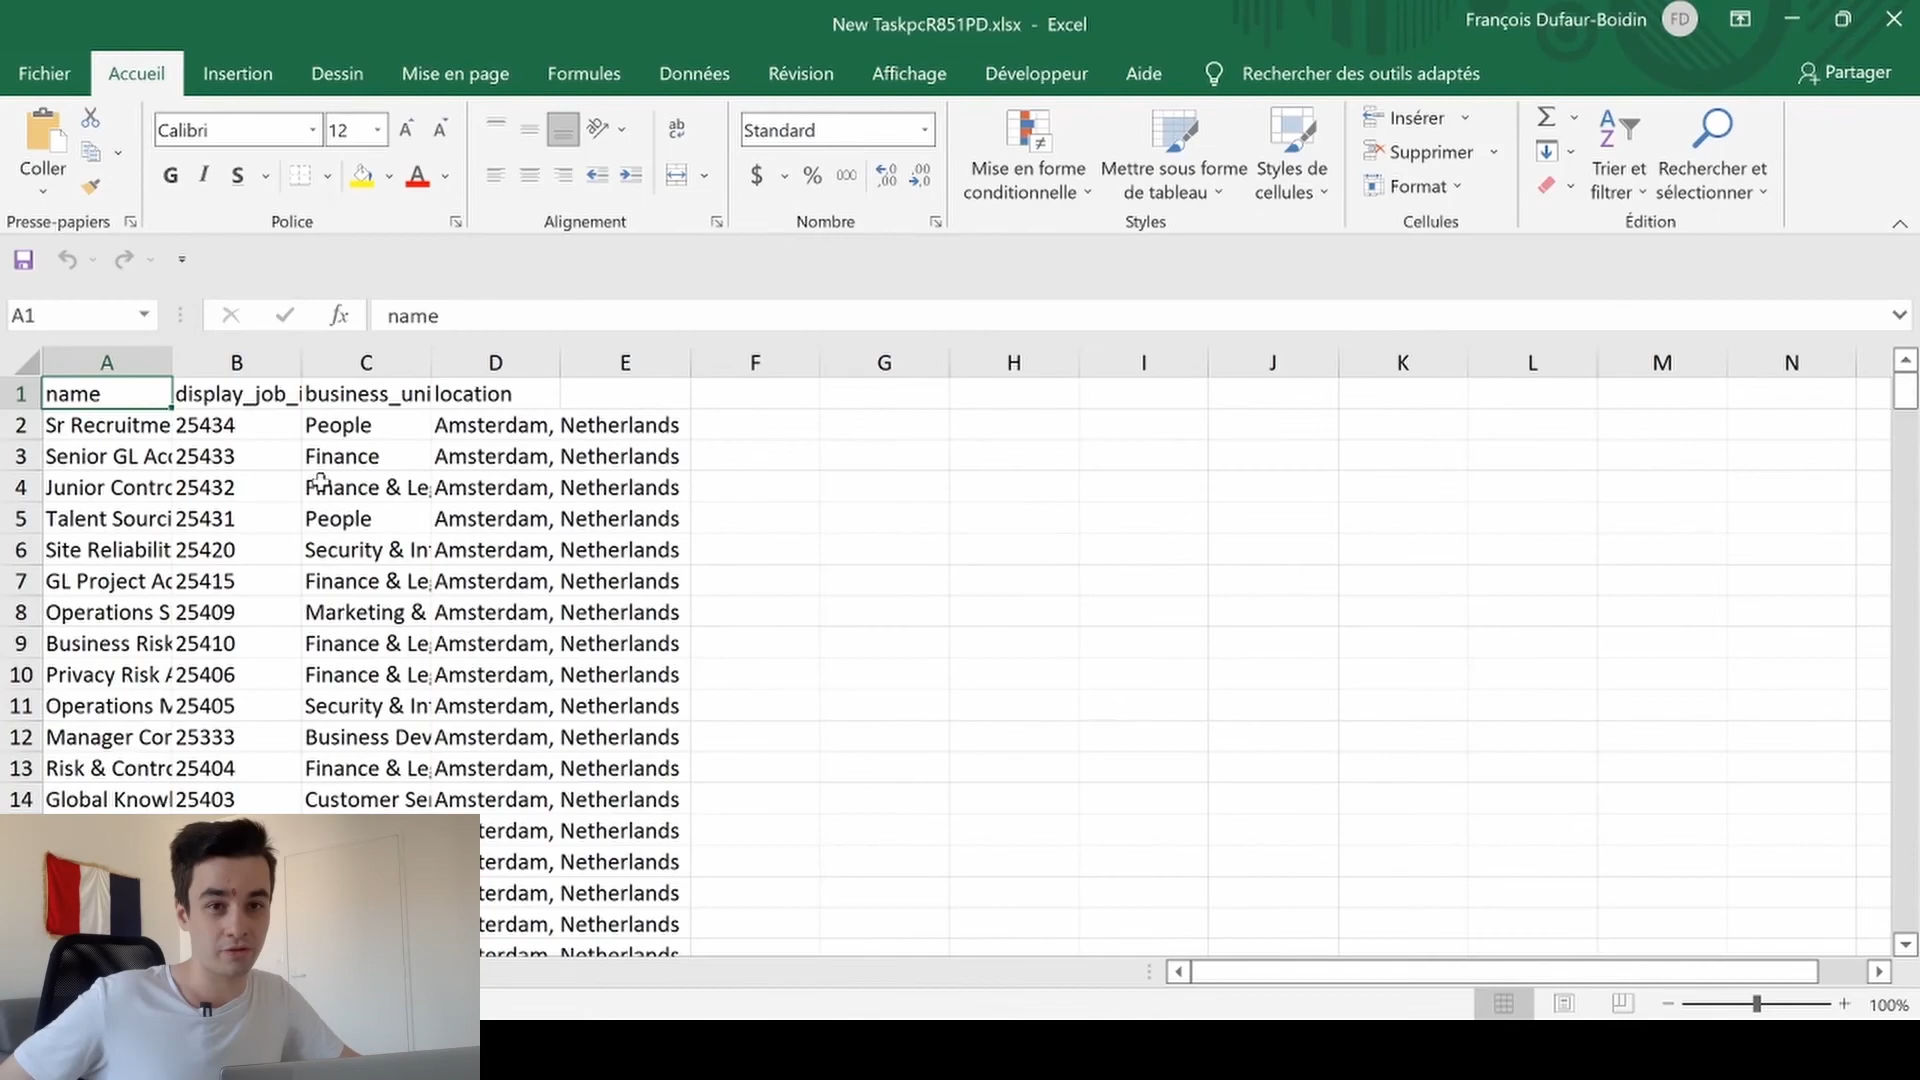 New TaskpcR851PD.xlsx - Excel
François Dufaur-Boidin FD
Fichier Accueil Insertion Dessin Mise en page Formules Données Révision Affichage Développeur Aide Rechercher des outils adaptés Partager
Coller
Presse-papiers
Calibri 12
G I S
Police
ab
Alignement
Standard
$ % 000
Nombre
Mise en forme conditionnelle
Mettre sous forme de tableau
Styles de cellules
Styles
Insérer
Supprimer
Format
Cellules
Trier et filtrer
Rechercher et sélectionner
Édition
A1 fx name
A B C D E F G H I J K L M N
1 name display_job_i business_uni location
2 Sr Recruitme 25434 People Amsterdam, Netherlands
3 Senior GL Acc 25433 Finance Amsterdam, Netherlands
4 Junior Contro 25432 Finance & Le Amsterdam, Netherlands
5 Talent Sourci 25431 People Amsterdam, Netherlands
6 Site Reliabilit 25420 Security & In Amsterdam, Netherlands
7 GL Project Ac 25415 Finance & Le Amsterdam, Netherlands
8 Operations S 25409 Marketing & Amsterdam, Netherlands
9 Business Risk 25410 Finance & Le Amsterdam, Netherlands
10 Privacy Risk A 25406 Finance & Le Amsterdam, Netherlands
11 Operations M 25405 Security & In Amsterdam, Netherlands
12 Manager Cor 25333 Business Dev Amsterdam, Netherlands
13 Risk & Contro 25404 Finance & Le Amsterdam, Netherlands
14 Global Knowl 25403 Customer Se Amsterdam, Netherlands
terdam, Netherlands
terdam, Netherlands
terdam, Netherlands
terdam, Netherlands
terdam, Netherlands
100%